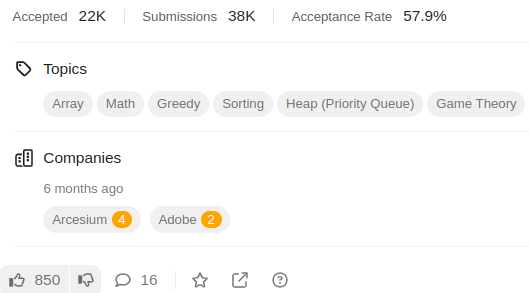 Accepted 22K Submissions 38K Acceptance Rate 57.9%
Topics
Array Math Greedy Sorting Heap (Priority Queue) Game Theory
Companies
6 months ago
Arcesium 4 Adobe 2
850 16